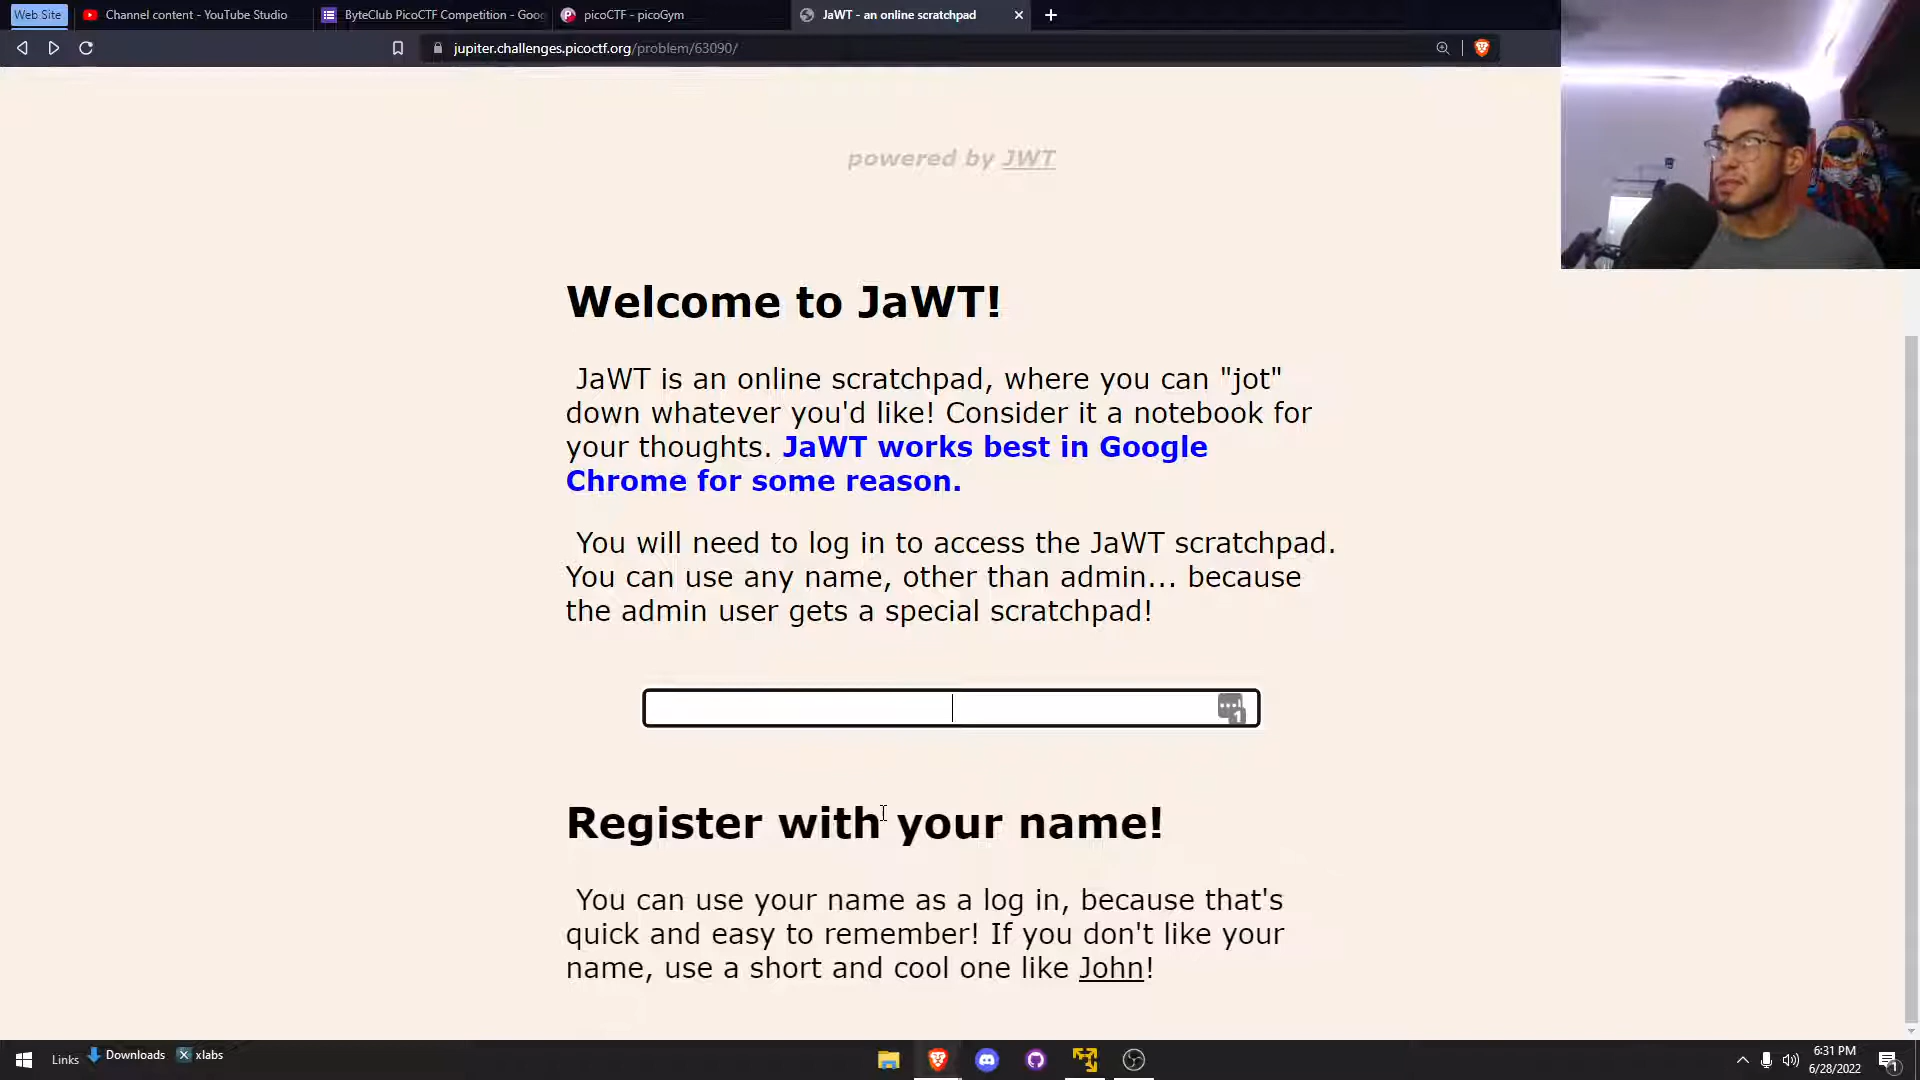 Web Site
Channel content - YouTube Studio
ByteClub PicoCTF Competition - Goo
picoCTF - picoGym
JaWT - an online scratchpad
jupiter.challenges.picoctf.org/problem/63090/
powered by JWT
Welcome to JaWT!
JaWT is an online scratchpad, where you can "jot"
down whatever you'd like! Consider it a notebook for
your thoughts. JaWT works best in Google
Chrome for some reason.
You will need to log in to access the JaWT scratchpad.
You can use any name, other than admin... because
the admin user gets a special scratchpad!
1
Register with your name!
You can use your name as a log in, because that's
quick and easy to remember! If you don't like your
name, use a short and cool one like John!
Links
Downloads
xlabs
6:31 PM
6/28/2022
1